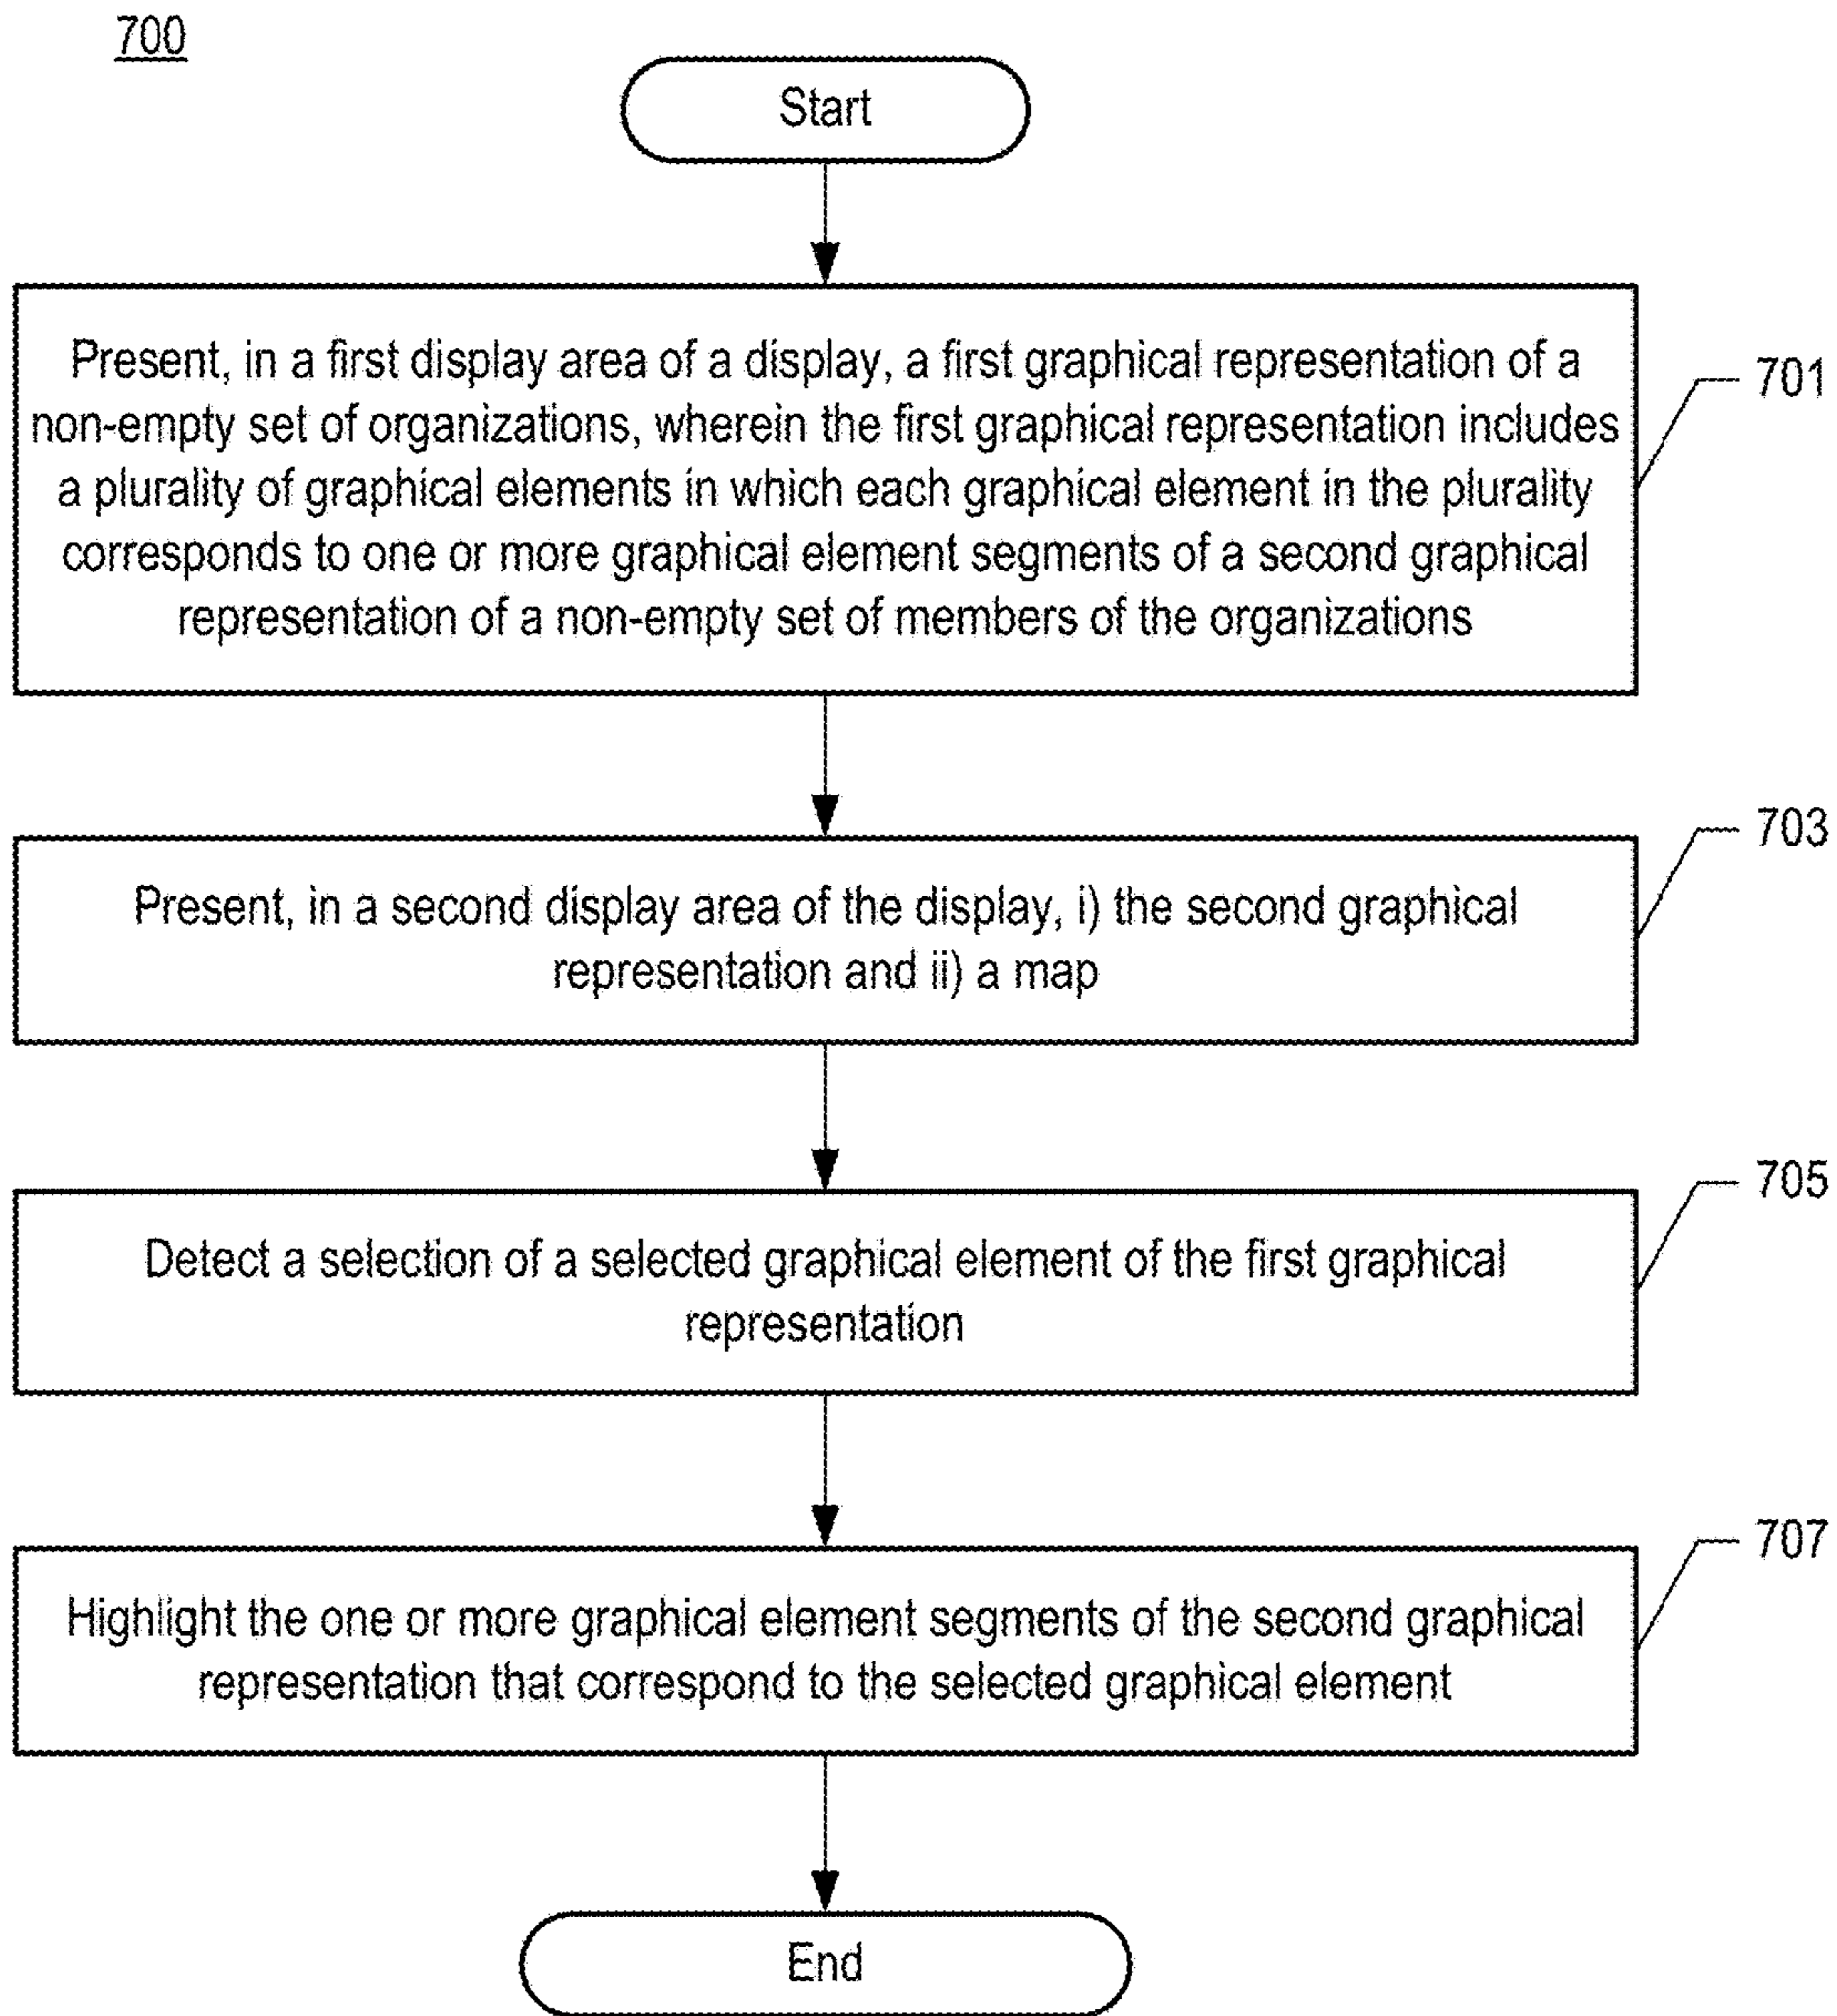 700
Start
Present, in a first display area of a display, a first graphical representation of a
non-empty set of organizations, wherein the first graphical representation includes
a plurality of graphical elements in which each graphical element in the plurality
corresponds to one or more graphical element segments of a second graphical
representation of a non-empty set of members of the organizations
701
Present, in a second display area of the display, i) the second graphical
representation and ii) a map
703
Detect a selection of a selected graphical element of the first graphical
representation
705
Highlight the one or more graphical element segments of the second graphical
representation that correspond to the selected graphical element
707
End